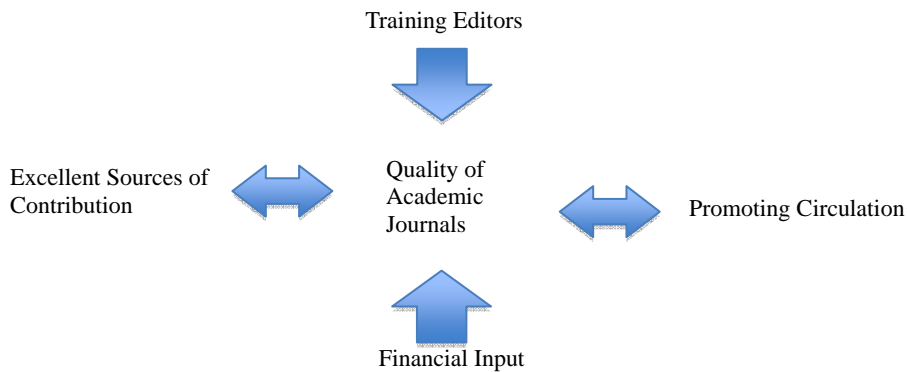 Training Editors
Excellent Sources of
Contribution
Quality of
Academic
Journals
Promoting Circulation
Financial Input